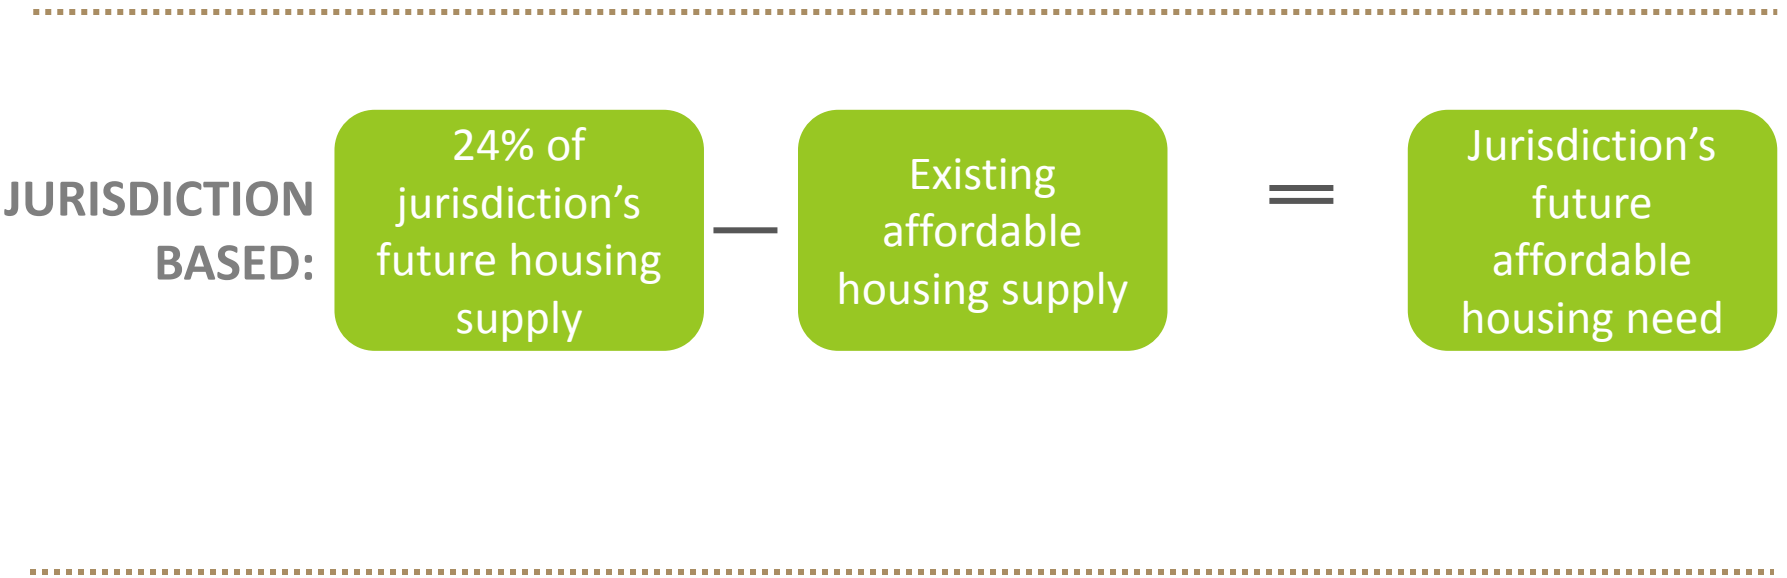 JURISDICTION
BASED:
24% of
jurisdiction’s
future housing
supply
—
Existing
affordable
housing supply
=
Jurisdiction’s
future
affordable
housing need